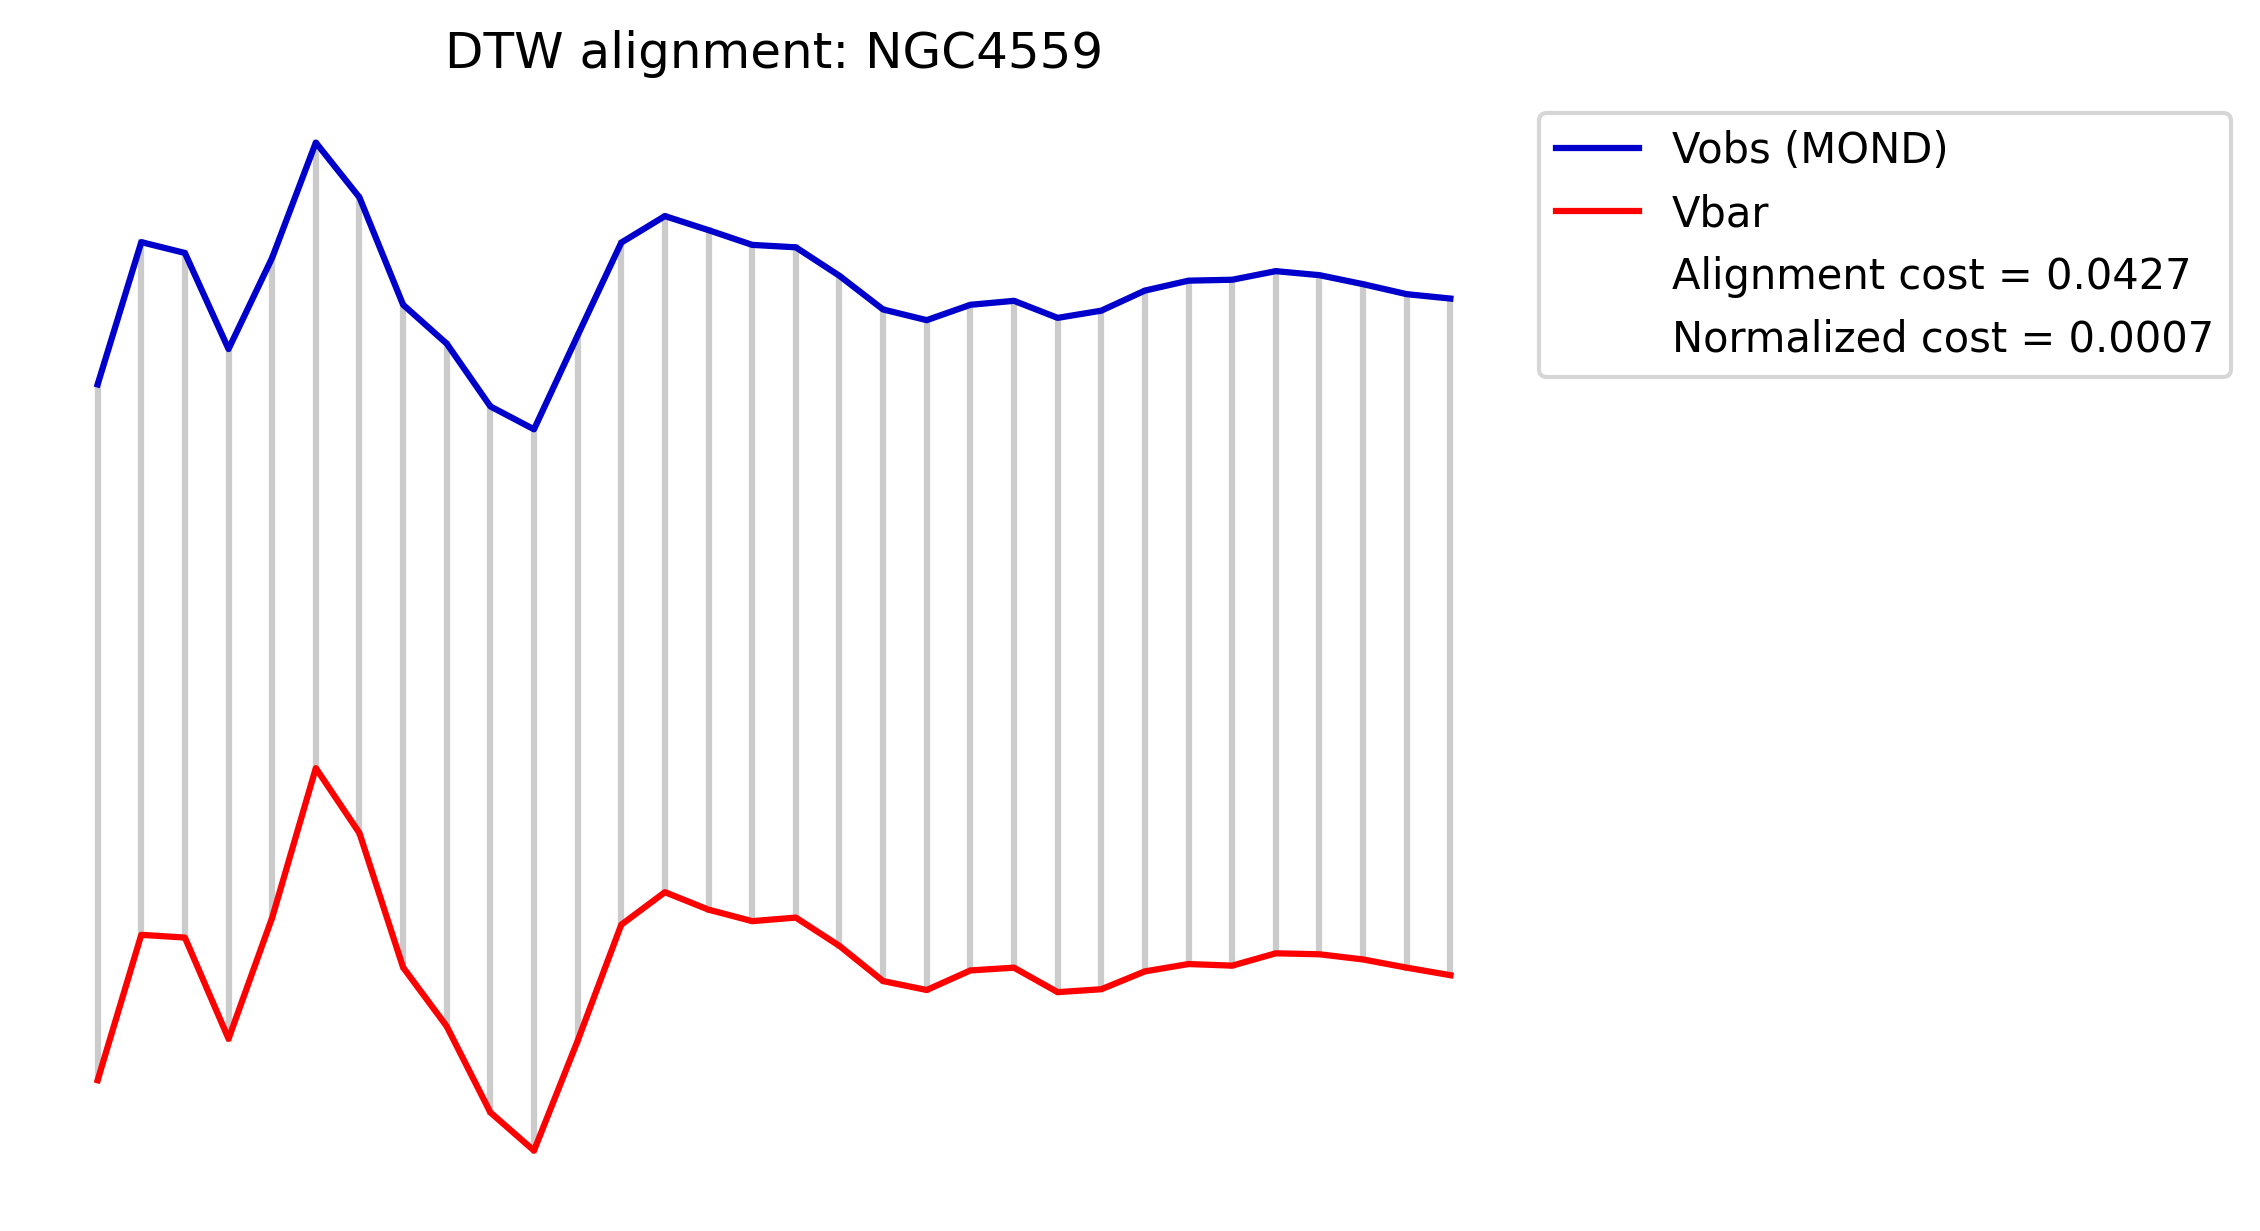 DTW alignment: NGC4559
Vobs (MOND)
Vbar
Alignment cost = 0.0427
Normalized cost = 0.0007